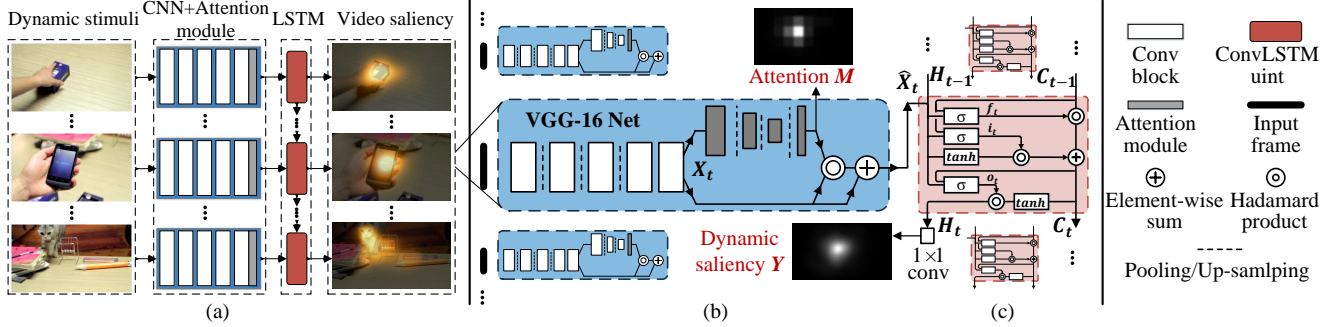 Dynamic stimuli
CNN+Attention
module
LSTM
Video saliency
(a)
VGG-16 Net
X_t
Attention M
X̂_t
H_{t-1}
C_{t-1}
σ
f_t
σ
i_t
tanh
σ
o_t
tanh
H_t
C_t
1×1
conv
Dynamic
saliency Y
(b)
(c)
Conv
block
ConvLSTM
uint
Attention
module
Input
frame
Element-wise
sum
Hadamard
product
Pooling/Up-samlping